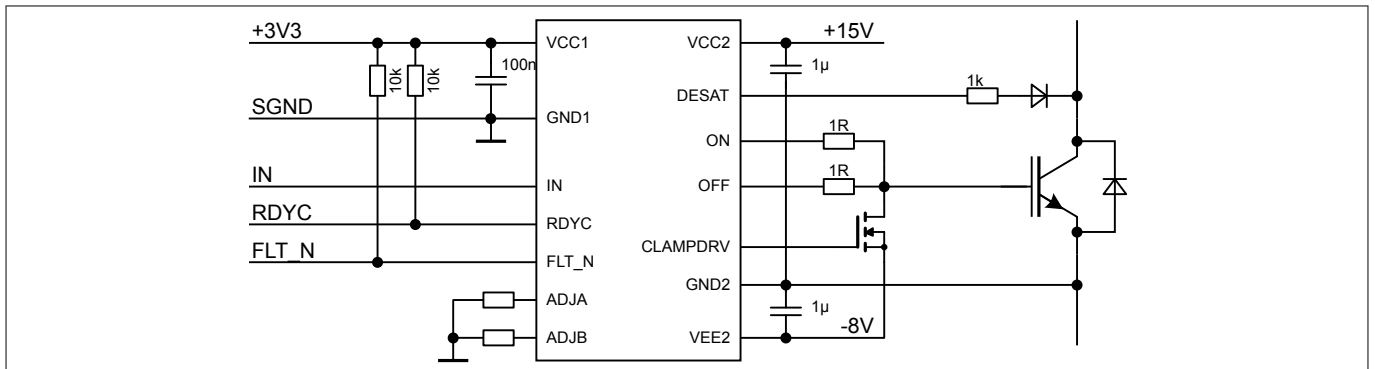 +3V3
VCC1
VCC2
+15V
10k
10k
100n
1µ
DESAT
1k
SGND
GND1
ON
1R
IN
IN
OFF
1R
RDYC
RDYC
CLAMPDRV
FLT_N
FLT_N
GND2
ADJA
1µ
ADJB
VEE2
-8V